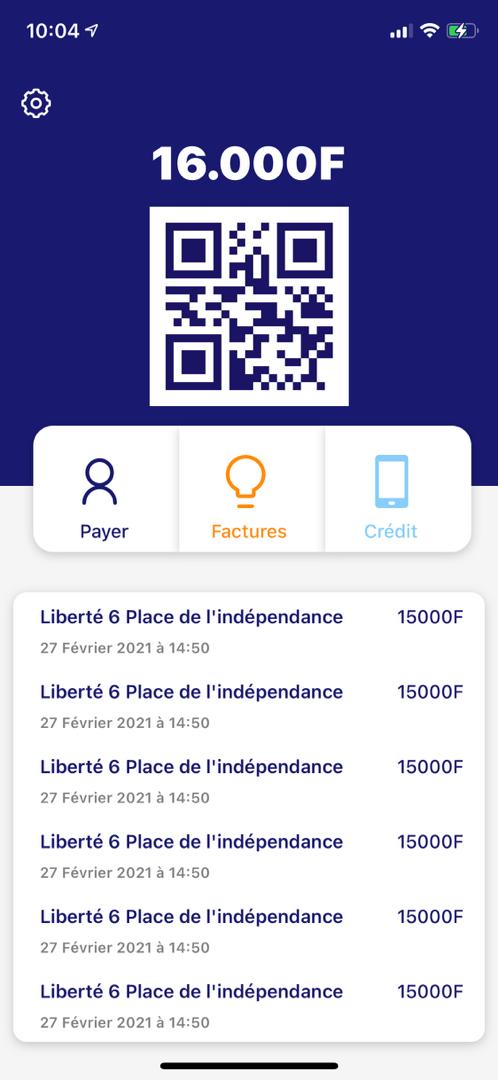 10:04
16.000F
Payer
Factures
Crédit
Liberté 6 Place de l'indépendance 15000F
27 Février 2021 à 14:50
Liberté 6 Place de l'indépendance 15000F
27 Février 2021 à 14:50
Liberté 6 Place de l'indépendance 15000F
27 Février 2021 à 14:50
Liberté 6 Place de l'indépendance 15000F
27 Février 2021 à 14:50
Liberté 6 Place de l'indépendance 15000F
27 Février 2021 à 14:50
Liberté 6 Place de l'indépendance 15000F
27 Février 2021 à 14:50